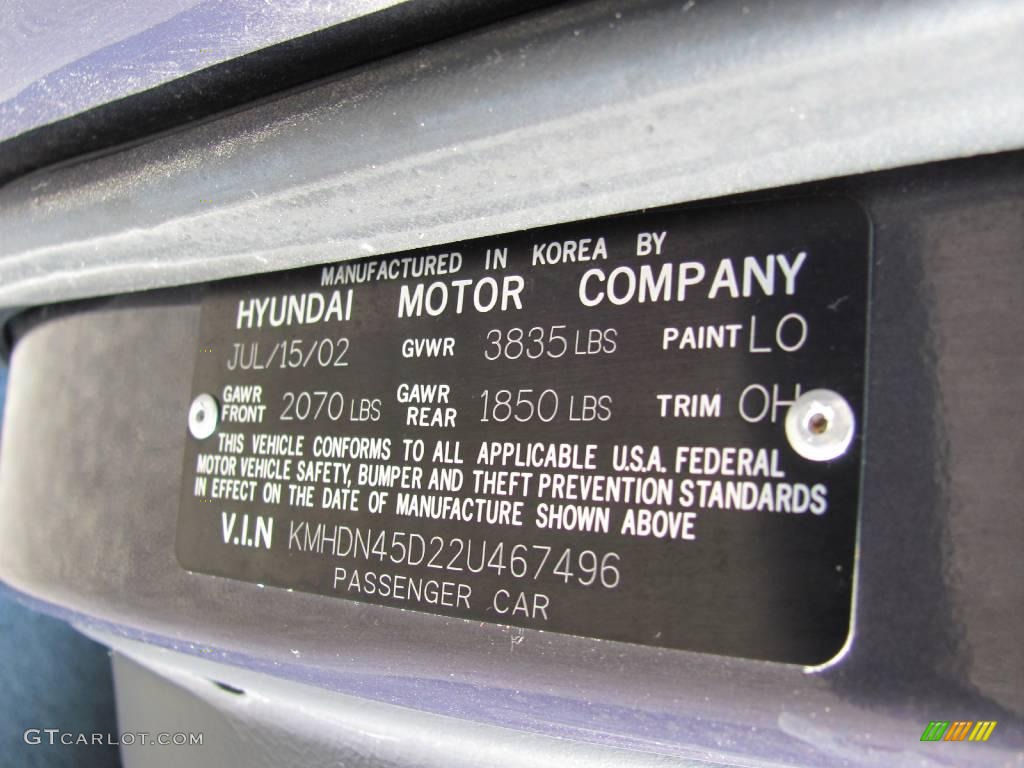 MANUFACTURED IN KOREA BY
HYUNDAI MOTOR COMPANY
JUL/15/02 GVWR 3835 LBS PAINT LO
GAWR FRONT 2070 LBS GAWR REAR 1850 LBS TRIM OH
THIS VEHICLE CONFORMS TO ALL APPLICABLE U.S.A. FEDERAL
MOTOR VEHICLE SAFETY, BUMPER AND THEFT PREVENTION STANDARDS
IN EFFECT ON THE DATE OF MANUFACTURE SHOWN ABOVE
V.I.N KMHDN45D22U467496
PASSENGER CAR
GTCARLOT.COM